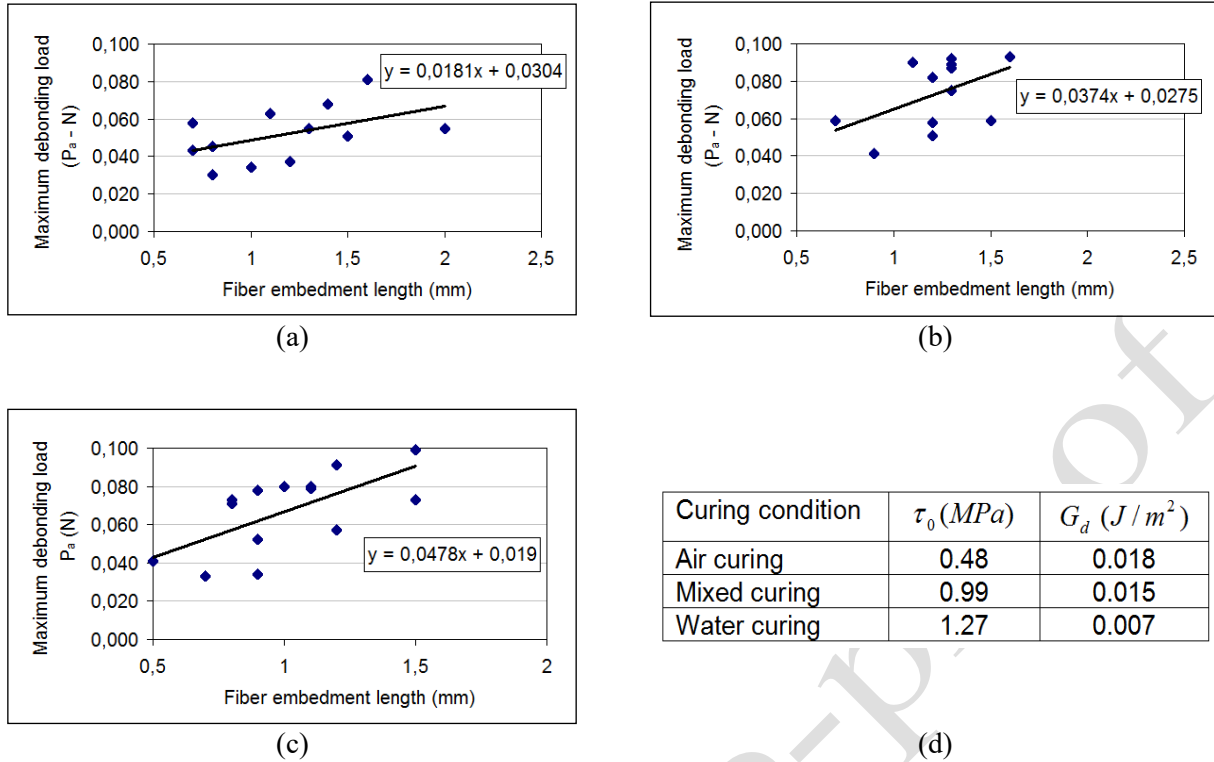 0,100
0,080
0,060
0,040
0,020
0,000
Maximum debonding load
(Pₐ - N)
y = 0,0181x + 0,0304
0,5 1 1,5 2 2,5
Fiber embedment length (mm)
(a)
0,100
0,080
0,060
0,040
0,020
0,000
Maximum debonding load
(Pₐ - N)
y = 0,0374x + 0,0275
0,5 1 1,5 2 2,5
Fiber embedment length (mm)
(b)
0,100
0,080
0,060
0,040
0,020
0,000
Maximum debonding load
Pₐ (N)
y = 0,0478x + 0,019
0,5 1 1,5 2
Fiber embedment length (mm)
(c)
Curing condition τ₀ (MPa) G_d (J / m²)
Air curing 0.48 0.018
Mixed curing 0.99 0.015
Water curing 1.27 0.007
(d)